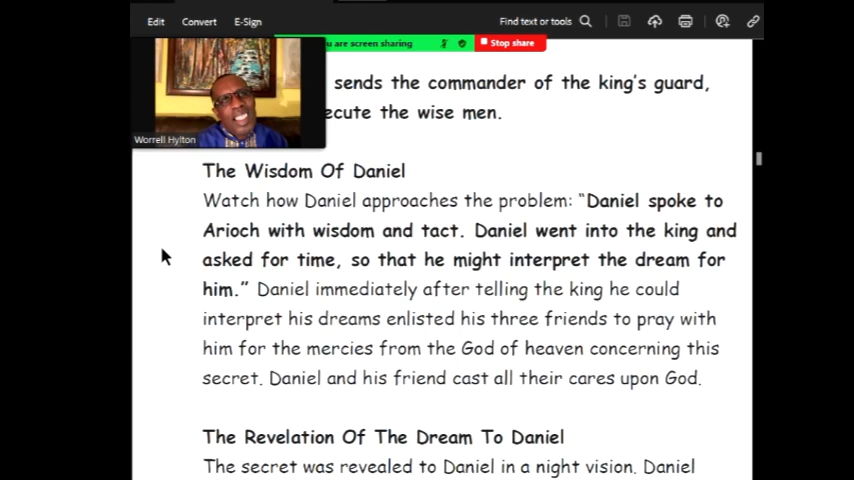 Edit Convert E-Sign Find text or tools
u are screen sharing Stop share
sends the commander of the king's guard,
ecute the wise men.
Worrell Hylton
The Wisdom Of Daniel
Watch how Daniel approaches the problem: “Daniel spoke to
Arioch with wisdom and tact. Daniel went into the king and
asked for time, so that he might interpret the dream for
him.” Daniel immediately after telling the king he could
interpret his dreams enlisted his three friends to pray with
him for the mercies from the God of heaven concerning this
secret. Daniel and his friend cast all their cares upon God.
The Revelation Of The Dream To Daniel
The secret was revealed to Daniel in a night vision. Daniel